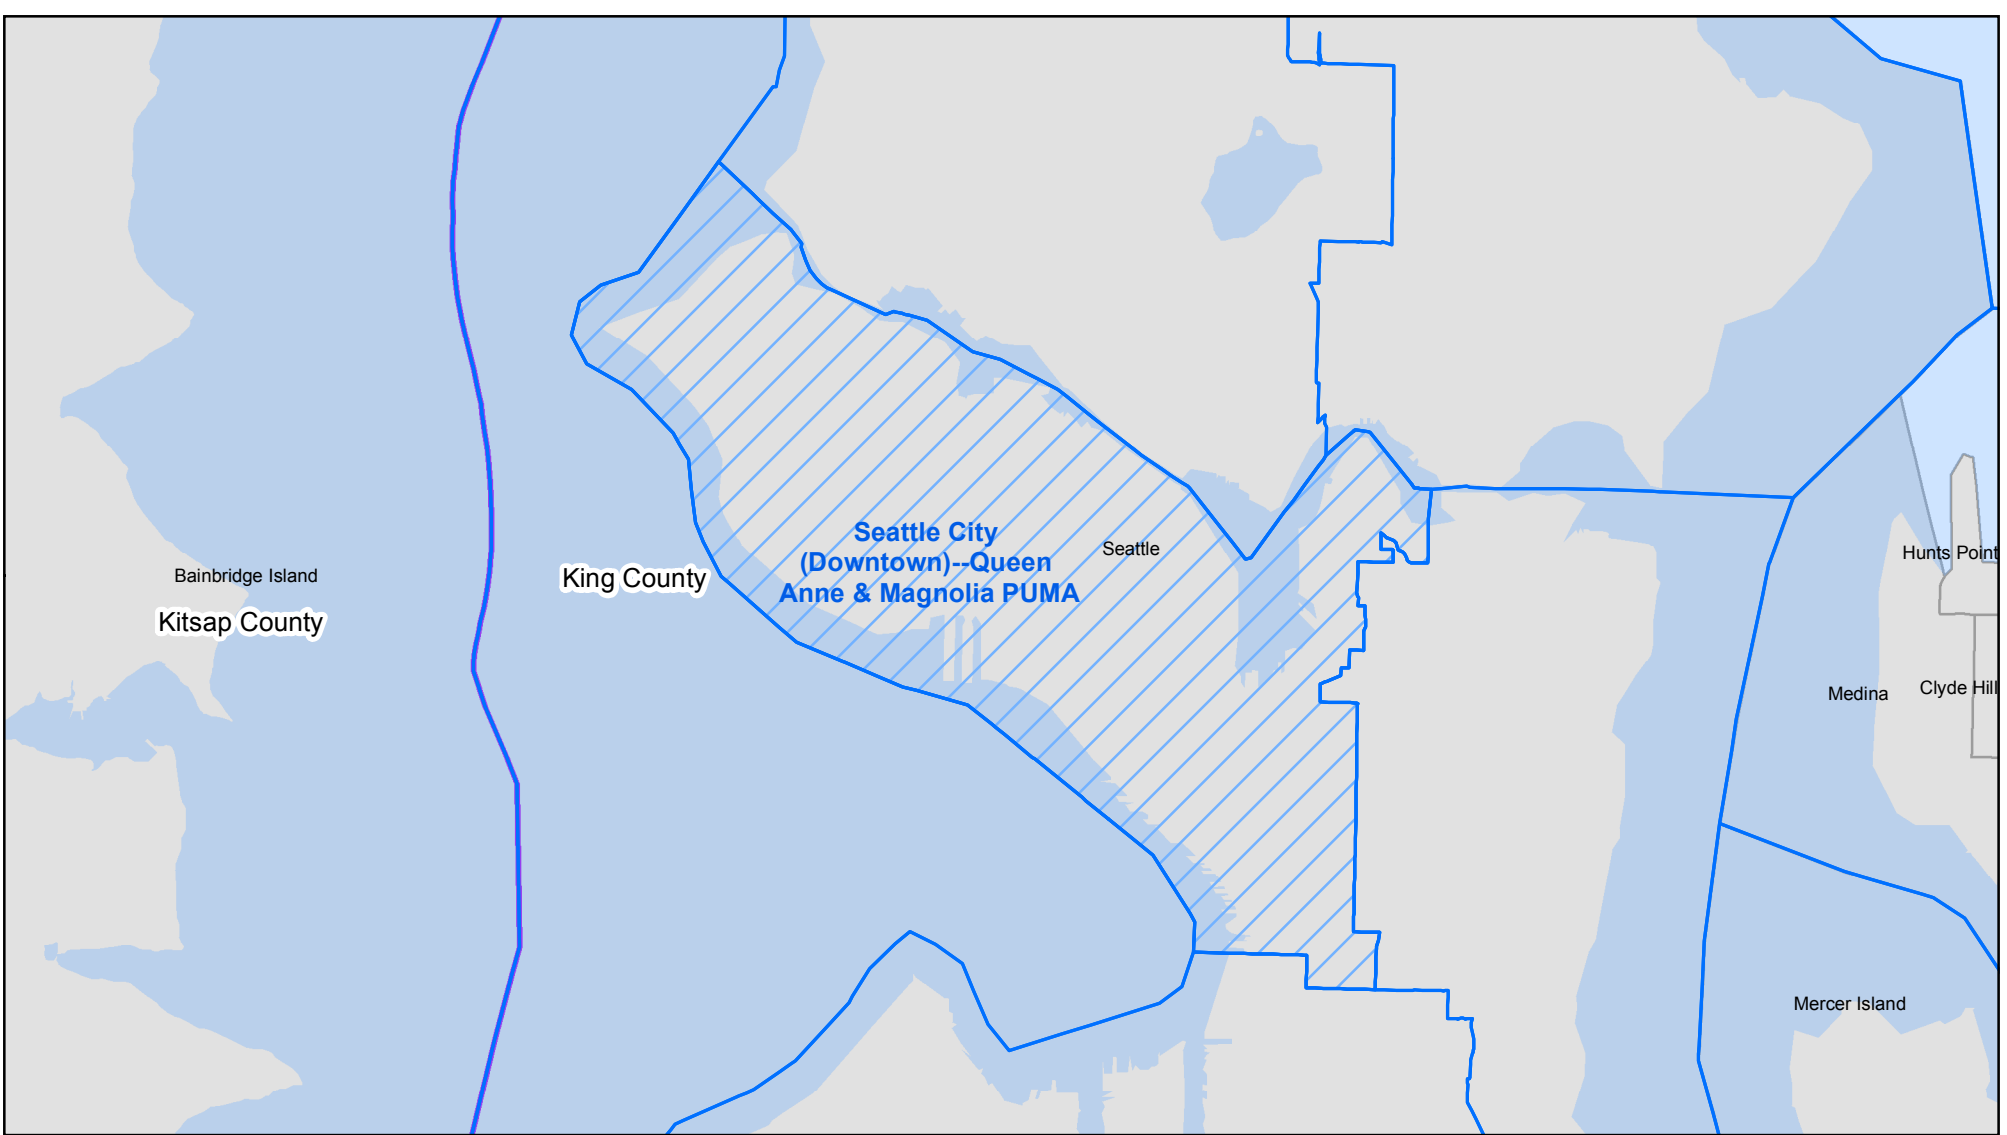 Seattle City
(Downtown)--Queen
Anne & Magnolia PUMA
Seattle
Hunts Point
Bainbridge Island
King County
Kitsap County
Medina
Clyde Hill
Mercer Island